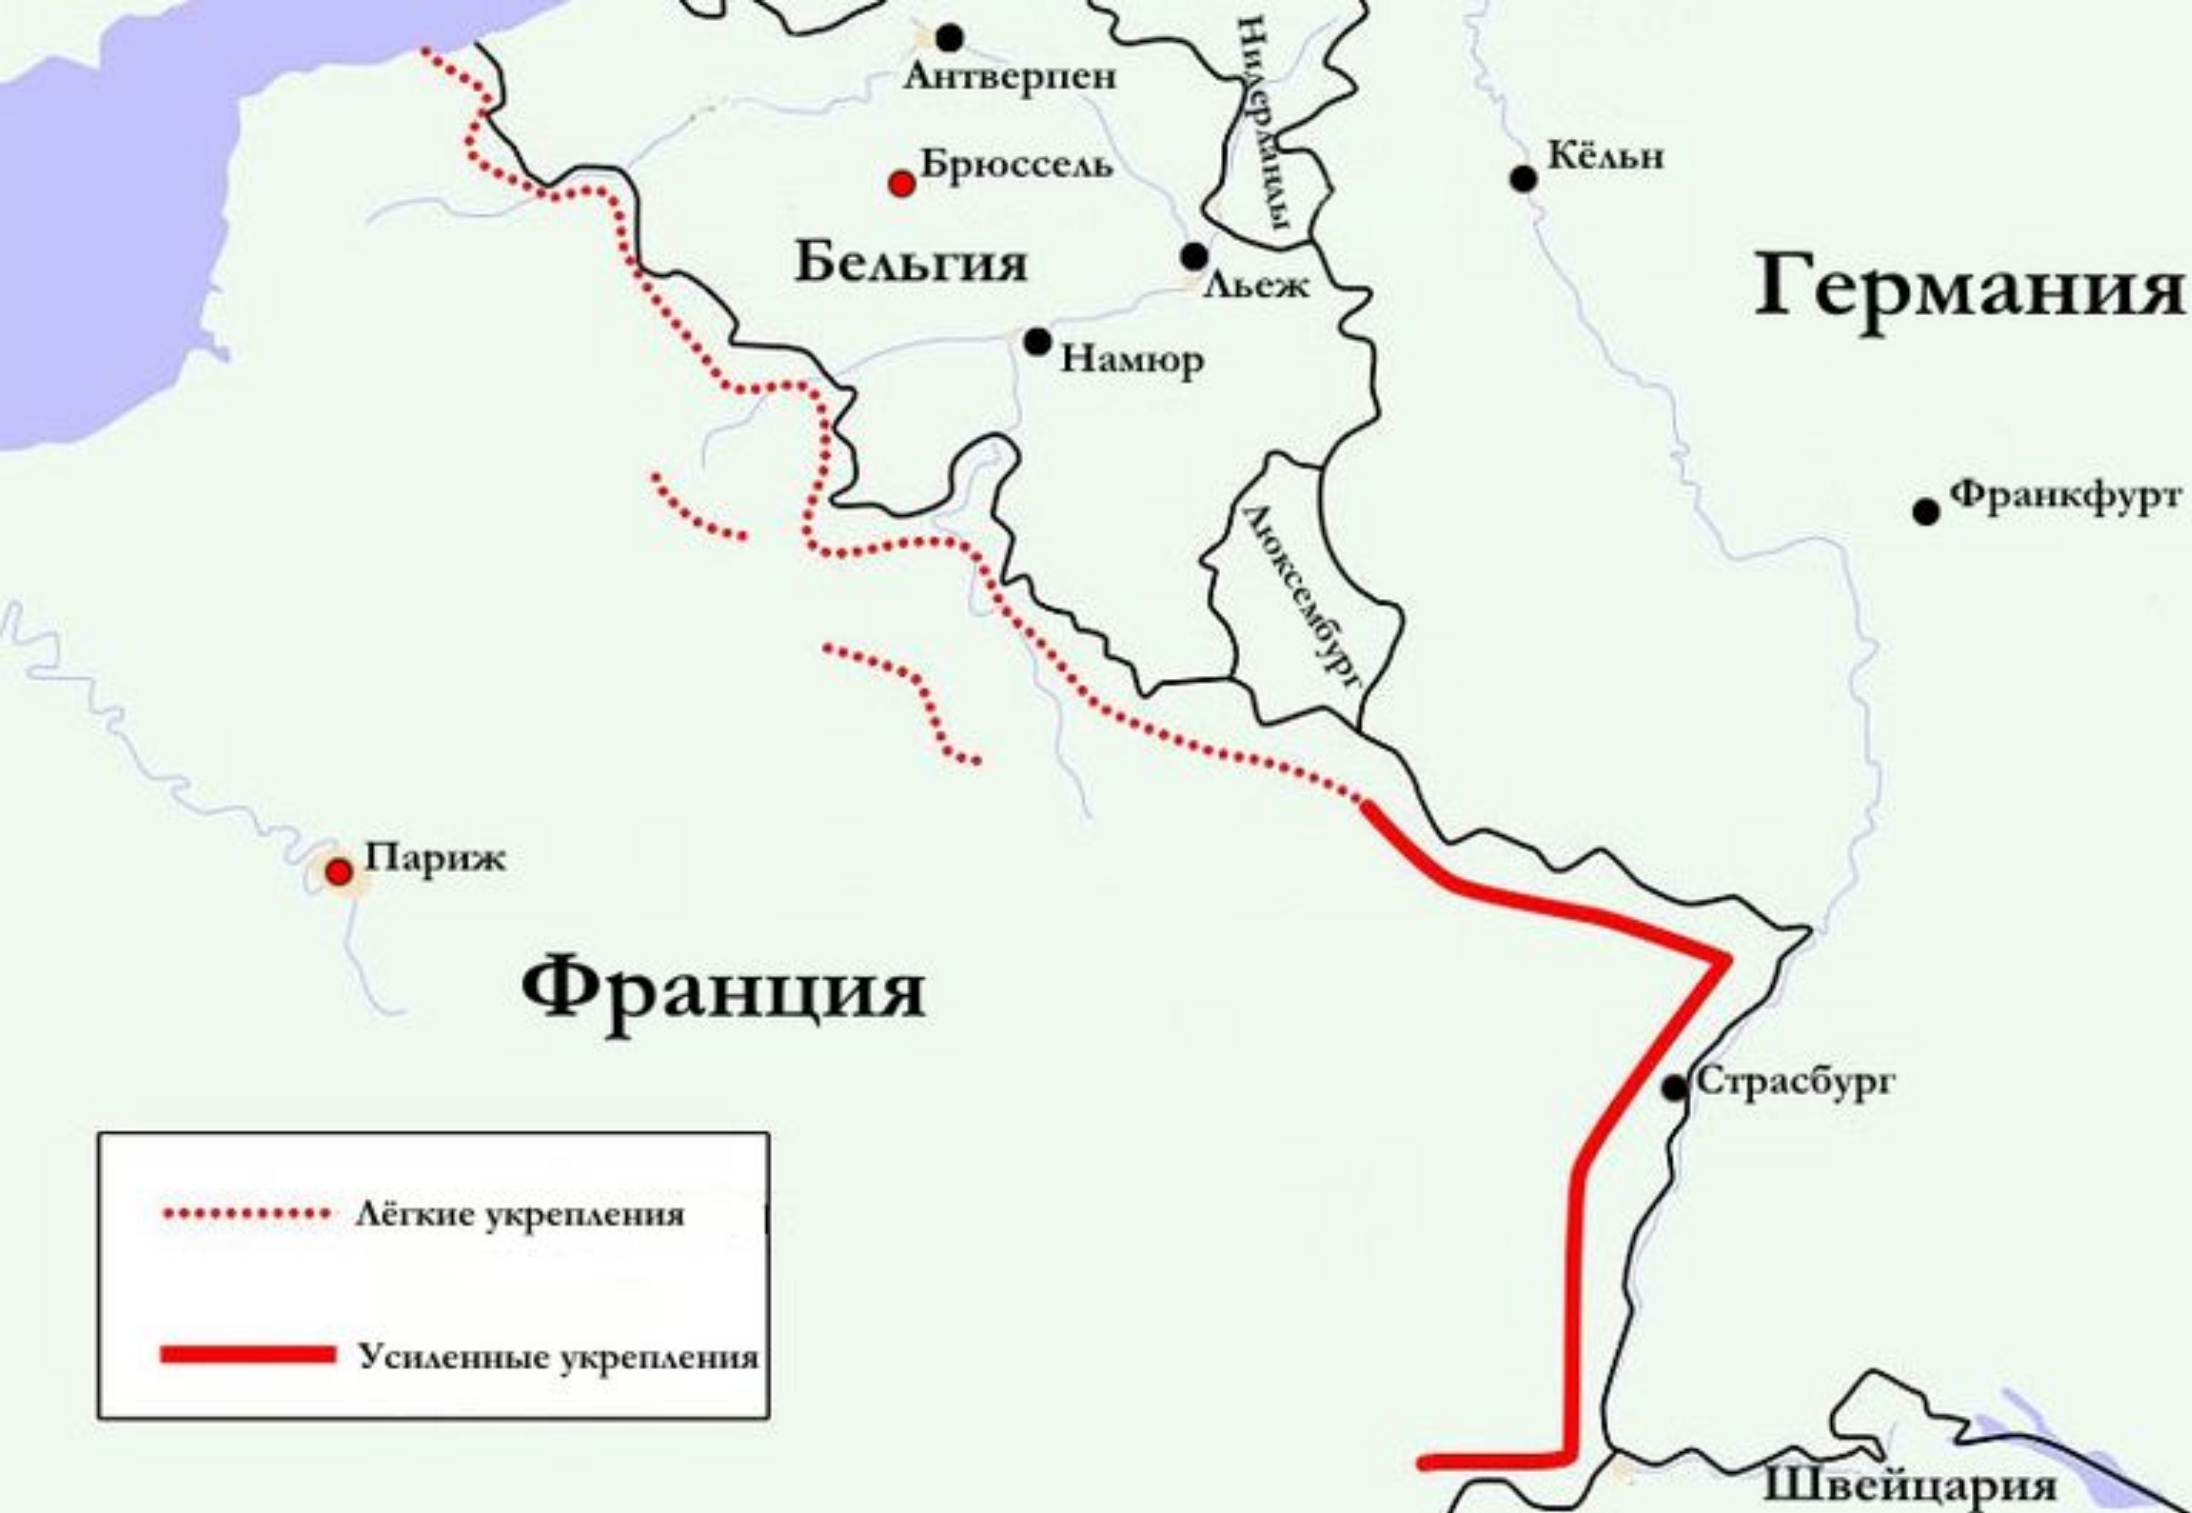 Нидерланды
Антверпен
Кёльн
Брюссель
Бельгия
Льеж
Германия
Намюр
Франкфурт
Люксембург
Париж
Франция
Страсбург
Лёгкие укрепления
Усиленные укрепления
Швейцария